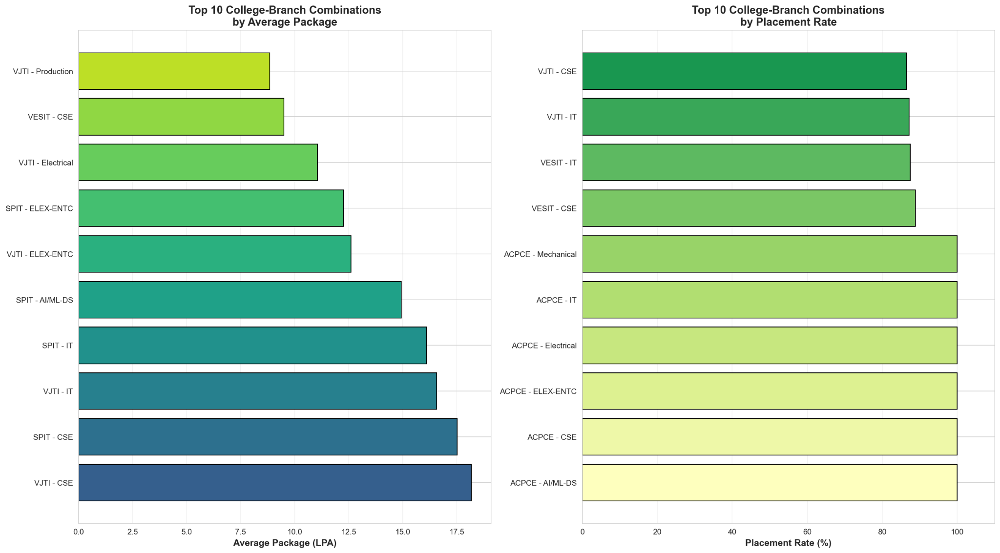 Top 10 College-Branch Combinations
by Average Package
VJTI - Production
VESIT - CSE
VJTI - Electrical
SPIT - ELEX-ENTC
VJTI - ELEX-ENTC
SPIT - AI/ML-DS
SPIT - IT
VJTI - IT
SPIT - CSE
VJTI - CSE
0.0 2.5 5.0 7.5 10.0 12.5 15.0 17.5
Average Package (LPA)
Top 10 College-Branch Combinations
by Placement Rate
VJTI - CSE
VJTI - IT
VESIT - IT
VESIT - CSE
ACPCE - Mechanical
ACPCE - IT
ACPCE - Electrical
ACPCE - ELEX-ENTC
ACPCE - CSE
ACPCE - AI/ML-DS
0 20 40 60 80 100
Placement Rate (%)